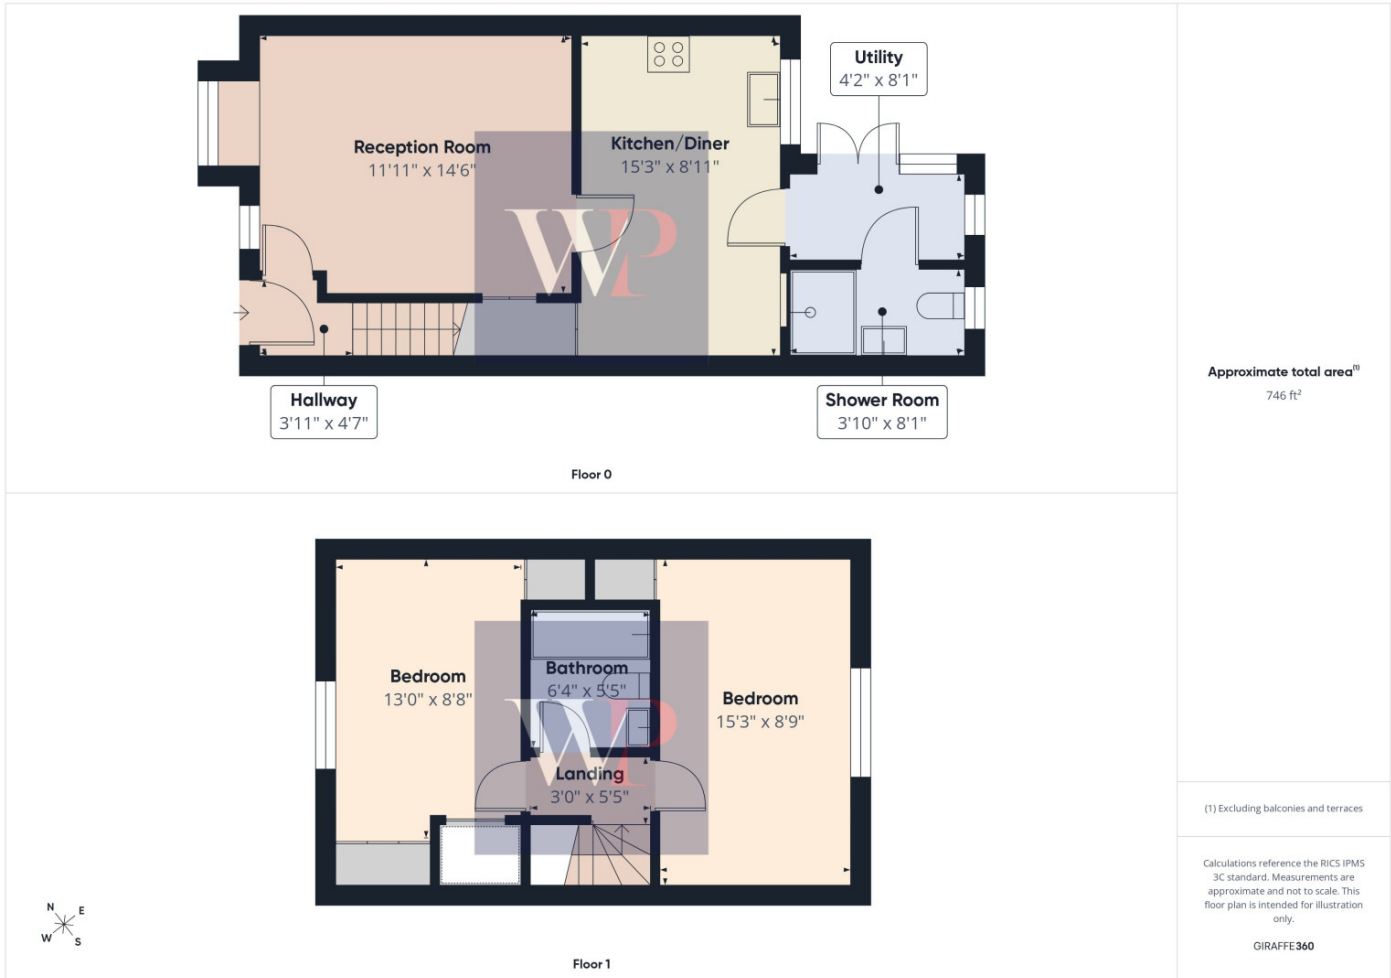 Utility
4'2" x 8'1"
Reception Room
11'11" x 14'6"
Kitchen/Diner
15'3" x 8'11"
WP
Hallway
3'11" x 4'7"
Shower Room
3'10" x 8'1"
Floor 0
Approximate total area(1)
746 ft²
Bedroom
13'0" x 8'8"
Bathroom
6'4" x 5'5"
Bedroom
15'3" x 8'9"
WP
Landing
3'0" x 5'5"
N
E
W
S
Floor 1
(1) Excluding balconies and terraces
Calculations reference the RICS IPMS
3C standard. Measurements are
approximate and not to scale. This
floor plan is intended for illustration
only.
GIRAFFE360